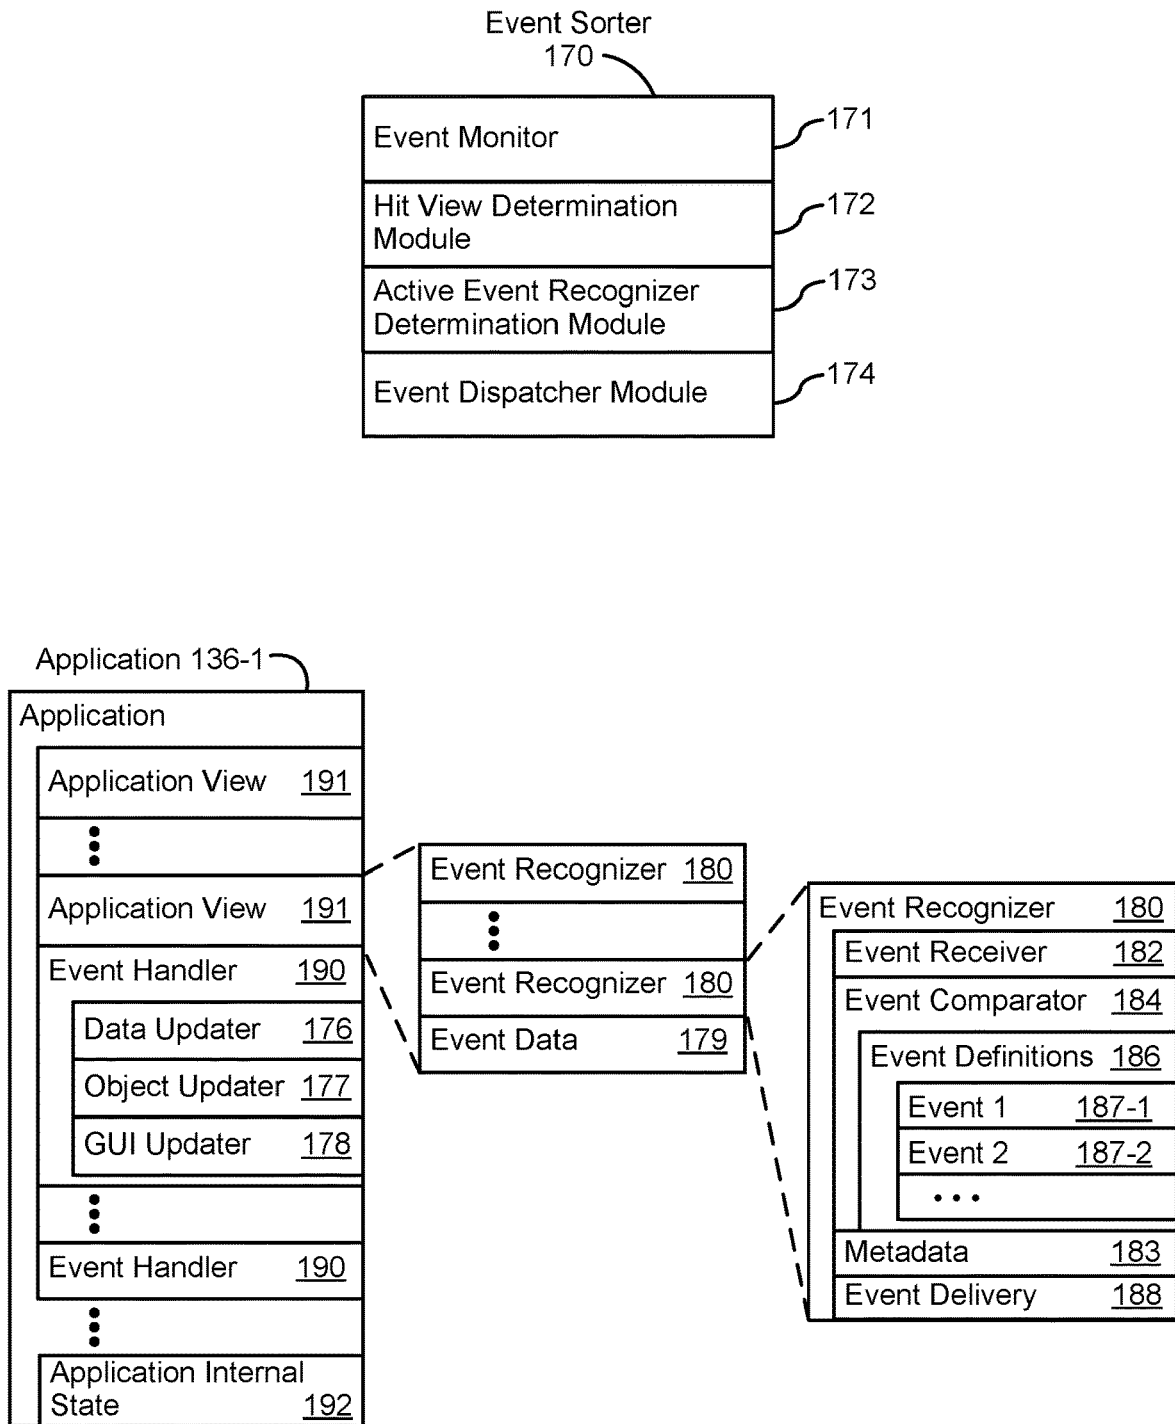 Event Sorter
170
Event Monitor
171
Hit View Determination
Module
172
Active Event Recognizer
Determination Module
173
Event Dispatcher Module
174
Application 136-1
Application
Application View 191
Application View 191
Event Handler 190
Data Updater 176
Object Updater 177
GUI Updater 178
Event Handler 190
Application Internal
State 192
Event Recognizer 180
Event Recognizer 180
Event Data 179
Event Recognizer 180
Event Receiver 182
Event Comparator 184
Event Definitions 186
Event 1 187-1
Event 2 187-2
Metadata 183
Event Delivery 188